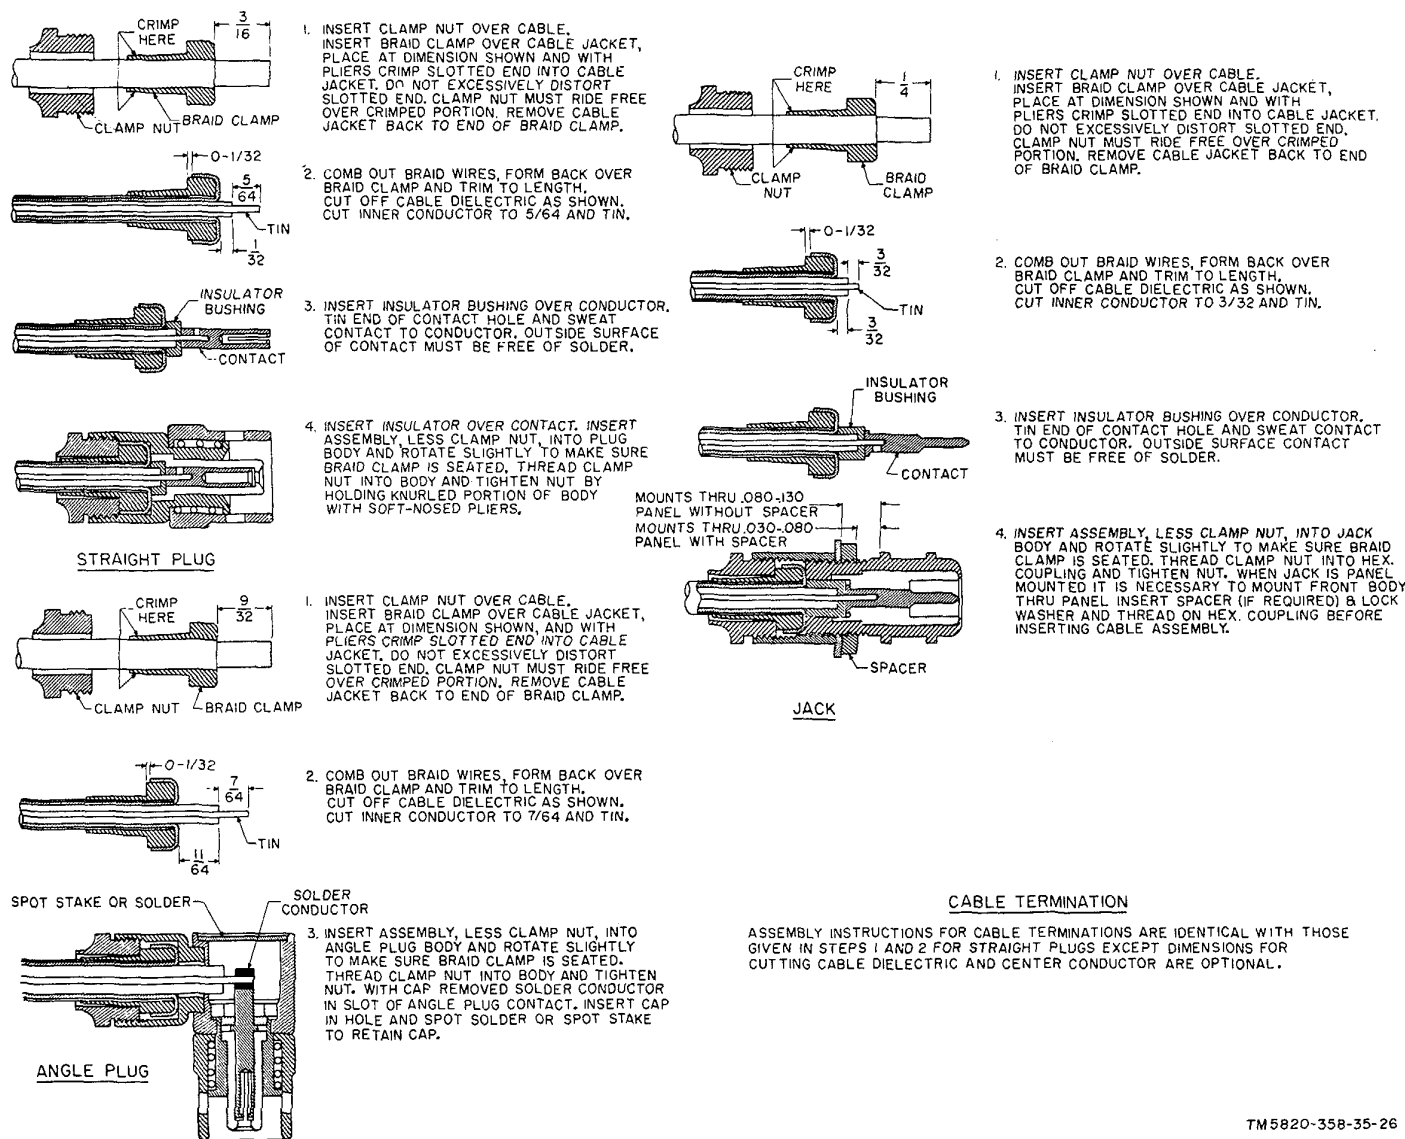 CRIMP
HERE
3
16
CLAMP NUT
BRAID CLAMP
1. INSERT CLAMP NUT OVER CABLE.
INSERT BRAID CLAMP OVER CABLE JACKET,
PLACE AT DIMENSION SHOWN AND WITH
PLIERS CRIMP SLOTTED END INTO CABLE
JACKET. DO NOT EXCESSIVELY DISTORT
SLOTTED END. CLAMP NUT MUST RIDE FREE
OVER CRIMPED PORTION. REMOVE CABLE
JACKET BACK TO END OF BRAID CLAMP.
0-1/32
5
64
TIN
1
32
2. COMB OUT BRAID WIRES, FORM BACK OVER
BRAID CLAMP AND TRIM TO LENGTH.
CUT OFF CABLE DIELECTRIC AS SHOWN.
CUT INNER CONDUCTOR TO 5/64 AND TIN.
INSULATOR
BUSHING
CONTACT
3. INSERT INSULATOR BUSHING OVER CONDUCTOR.
TIN END OF CONTACT HOLE AND SWEAT
CONTACT TO CONDUCTOR. OUTSIDE SURFACE
OF CONTACT MUST BE FREE OF SOLDER.
4. INSERT INSULATOR OVER CONTACT. INSERT
ASSEMBLY, LESS CLAMP NUT, INTO PLUG
BODY AND ROTATE SLIGHTLY TO MAKE SURE
BRAID CLAMP IS SEATED. THREAD CLAMP
NUT INTO BODY AND TIGHTEN NUT BY
HOLDING KNURLED PORTION OF BODY
WITH SOFT-NOSED PLIERS.
STRAIGHT PLUG
CRIMP
HERE
9
32
CLAMP NUT
BRAID CLAMP
1. INSERT CLAMP NUT OVER CABLE.
INSERT BRAID CLAMP OVER CABLE JACKET,
PLACE AT DIMENSION SHOWN, AND WITH
PLIERS CRIMP SLOTTED END INTO CABLE
JACKET. DO NOT EXCESSIVELY DISTORT
SLOTTED END. CLAMP NUT MUST RIDE FREE
OVER CRIMPED PORTION. REMOVE CABLE
JACKET BACK TO END OF BRAID CLAMP.
0-1/32
7
64
TIN
11
64
2. COMB OUT BRAID WIRES, FORM BACK OVER
BRAID CLAMP AND TRIM TO LENGTH.
CUT OFF CABLE DIELECTRIC AS SHOWN.
CUT INNER CONDUCTOR TO 7/64 AND TIN.
SPOT STAKE OR SOLDER
SOLDER
CONDUCTOR
3. INSERT ASSEMBLY, LESS CLAMP NUT, INTO
ANGLE PLUG BODY AND ROTATE SLIGHTLY
TO MAKE SURE BRAID CLAMP IS SEATED.
THREAD CLAMP NUT INTO BODY AND TIGHTEN
NUT. WITH CAP REMOVED SOLDER CONDUCTOR
IN SLOT OF ANGLE PLUG CONTACT. INSERT CAP
IN HOLE AND SPOT SOLDER OR SPOT STAKE
TO RETAIN CAP.
ANGLE PLUG
CRIMP
HERE
1
4
CLAMP
NUT
BRAID
CLAMP
1. INSERT CLAMP NUT OVER CABLE.
INSERT BRAID CLAMP OVER CABLE JACKET,
PLACE AT DIMENSION SHOWN AND WITH
PLIERS CRIMP SLOTTED END INTO CABLE JACKET.
DO NOT EXCESSIVELY DISTORT SLOTTED END.
CLAMP NUT MUST RIDE FREE OVER CRIMPED
PORTION. REMOVE CABLE JACKET BACK TO END
OF BRAID CLAMP.
0-1/32
3
32
TIN
3
32
2. COMB OUT BRAID WIRES, FORM BACK OVER
BRAID CLAMP AND TRIM TO LENGTH.
CUT OFF CABLE DIELECTRIC AS SHOWN.
CUT INNER CONDUCTOR TO 3/32 AND TIN.
INSULATOR
BUSHING
CONTACT
3. INSERT INSULATOR BUSHING OVER CONDUCTOR.
TIN END OF CONTACT HOLE AND SWEAT CONTACT
TO CONDUCTOR. OUTSIDE SURFACE CONTACT
MUST BE FREE OF SOLDER.
MOUNTS THRU .080-.130
PANEL WITHOUT SPACER
MOUNTS THRU .030-.080
PANEL WITH SPACER
SPACER
JACK
4. INSERT ASSEMBLY, LESS CLAMP NUT, INTO JACK
BODY AND ROTATE SLIGHTLY TO MAKE SURE BRAID
CLAMP IS SEATED. THREAD CLAMP NUT INTO HEX.
COUPLING AND TIGHTEN NUT. WHEN JACK IS PANEL
MOUNTED IT IS NECESSARY TO MOUNT FRONT BODY
THRU PANEL INSERT SPACER (IF REQUIRED) & LOCK
WASHER AND THREAD ON HEX. COUPLING BEFORE
INSERTING CABLE ASSEMBLY.
CABLE TERMINATION
ASSEMBLY INSTRUCTIONS FOR CABLE TERMINATIONS ARE IDENTICAL WITH THOSE
GIVEN IN STEPS 1 AND 2 FOR STRAIGHT PLUGS EXCEPT DIMENSIONS FOR
CUTTING CABLE DIELECTRIC AND CENTER CONDUCTOR ARE OPTIONAL.
TM5820-358-35-26